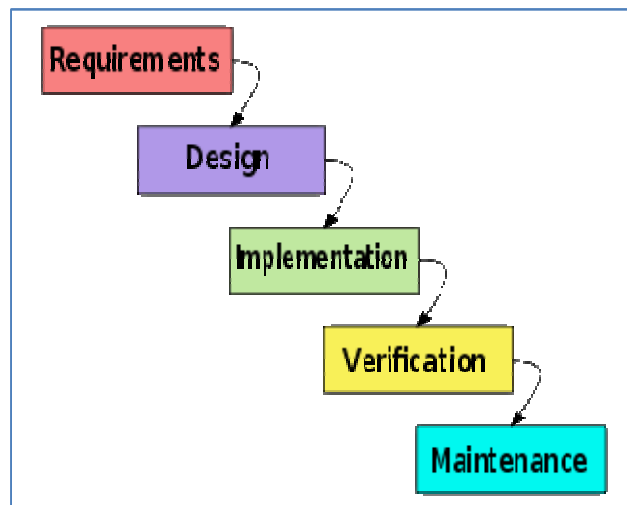 Requirements
Design
Implementation
Verification
Maintenance